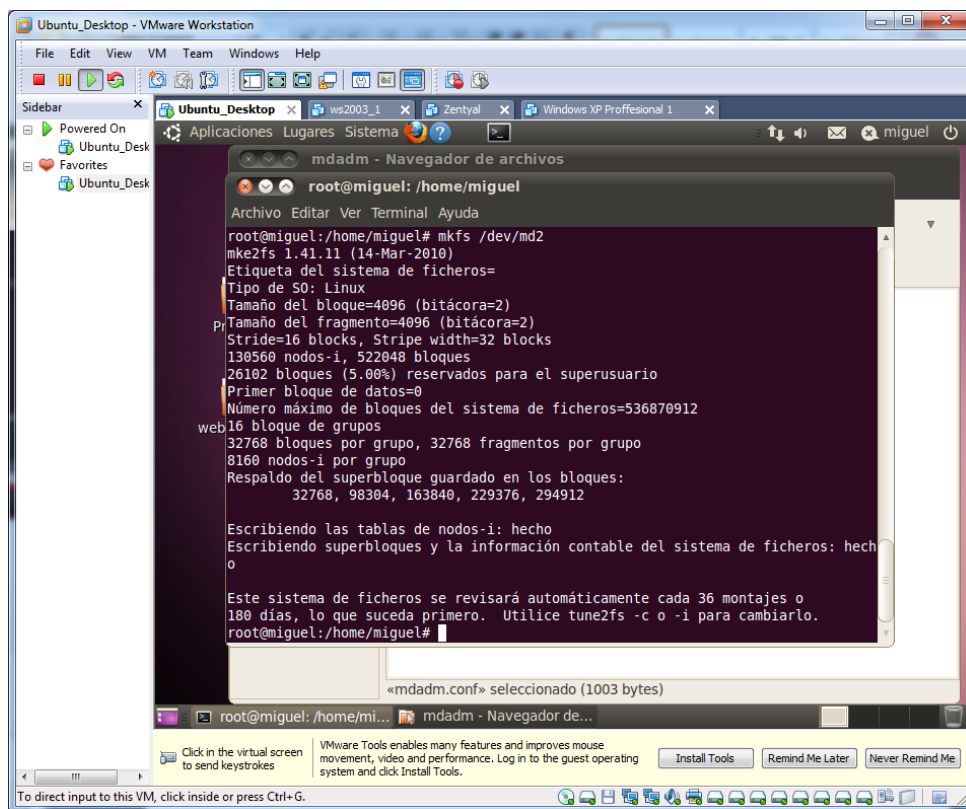 Ubuntu_Desktop - VMware Workstation
File Edit View VM Team Windows Help
Sidebar
Powered On
Ubuntu_Desk
Favorites
Ubuntu_Desk
Ubuntu_Desktop
ws2003_1
Zentyal
Windows XP Proffesional 1
Aplicaciones Lugares Sistema
miguel
mdadm - Navegador de archivos
root@miguel: /home/miguel
Archivo Editar Ver Terminal Ayuda
root@miguel:/home/miguel# mkfs /dev/md2
mke2fs 1.41.11 (14-Mar-2010)
Etiqueta del sistema de ficheros=
Tipo de SO: Linux
Tamaño del bloque=4096 (bitácora=2)
Tamaño del fragmento=4096 (bitácora=2)
Stride=16 blocks, Stripe width=32 blocks
130560 nodos-i, 522048 bloques
26102 bloques (5.00%) reservados para el superusuario
Primer bloque de datos=0
Número máximo de bloques del sistema de ficheros=536870912
16 bloque de grupos
32768 bloques por grupo, 32768 fragmentos por grupo
8160 nodos-i por grupo
Respaldo del superbloque guardado en los bloques:
32768, 98304, 163840, 229376, 294912
Escribiendo las tablas de nodos-i: hecho
Escribiendo superbloques y la información contable del sistema de ficheros: hech
o
Este sistema de ficheros se revisará automáticamente cada 36 montajes o
180 días, lo que suceda primero.  Utilice tune2fs -c o -i para cambiarlo.
root@miguel:/home/miguel#
Pr
web
«mdadm.conf» seleccionado (1003 bytes)
root@miguel: /home/mi...
mdadm - Navegador de...
Click in the virtual screen
to send keystrokes
VMware Tools enables many features and improves mouse
movement, video and performance. Log in to the guest operating
system and click Install Tools.
Install Tools
Remind Me Later
Never Remind Me
To direct input to this VM, click inside or press Ctrl+G.